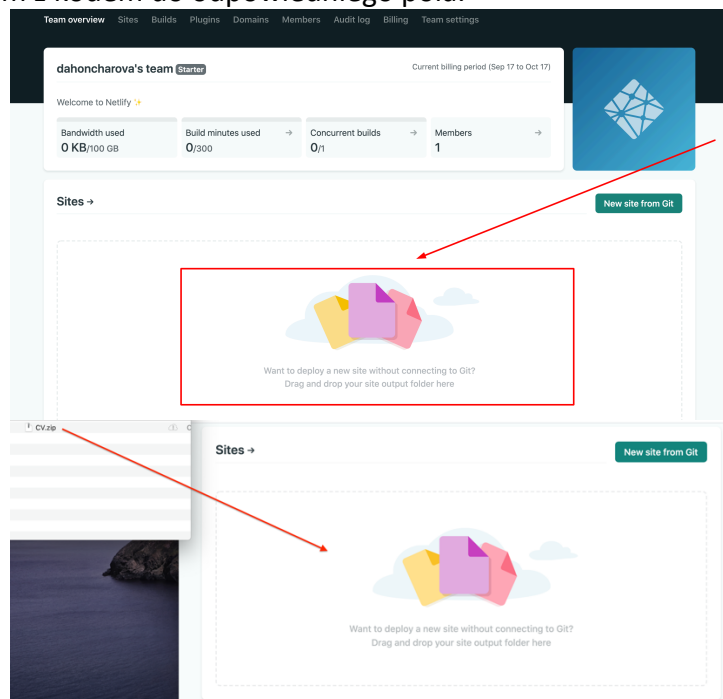 kodem do odpowiedniego pola.
Team overview Sites Builds Plugins Domains Members Audit log Billing Team settings
dahoncharova's team Starter
Current billing period (Sep 17 to Oct 17)
Welcome to Netlify ✨
Bandwidth used
0 KB/100 GB
Build minutes used →
0/300
Concurrent builds →
0/1
Members →
1
Sites →
New site from Git
Want to deploy a new site without connecting to Git?
Drag and drop your site output folder here
CV.zip
Sites →
New site from Git
Want to deploy a new site without connecting to Git?
Drag and drop your site output folder here